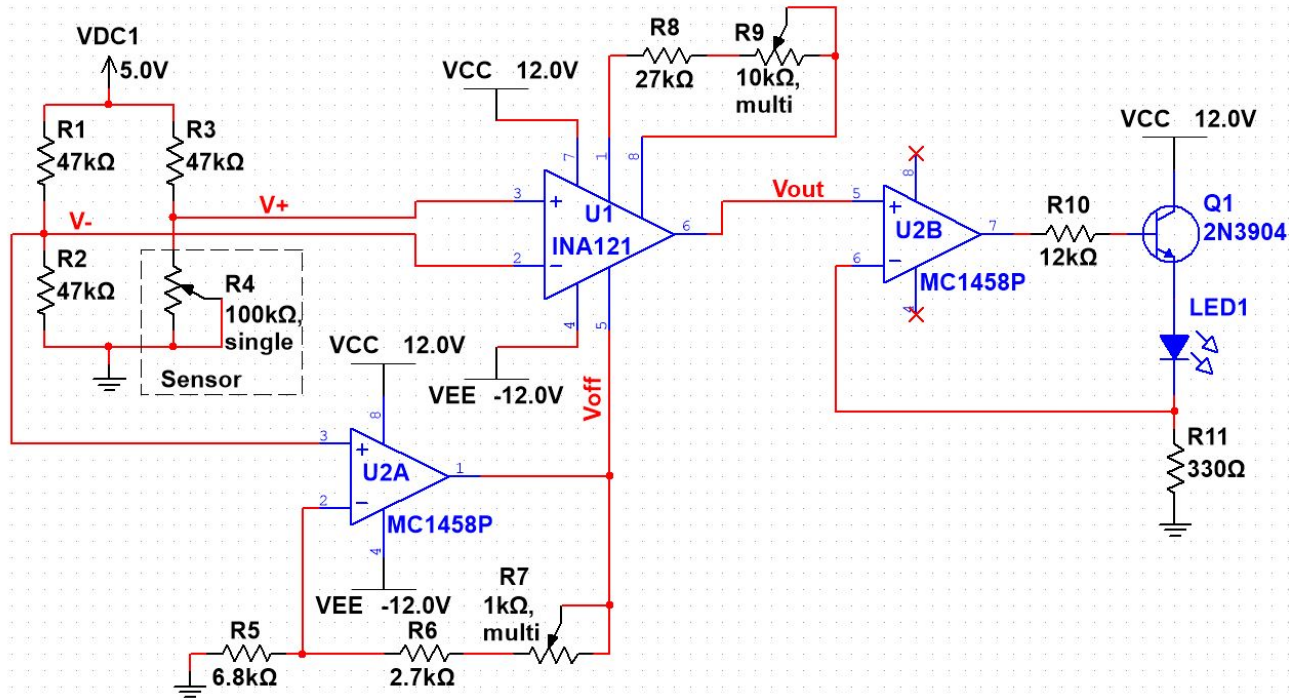 VDC1
5.0V
R1
47kΩ
R3
47kΩ
V-
V+
R2
47kΩ
R4
100kΩ,
single
Sensor
VCC 12.0V
7
1
8
3
+
U1
INA121
6
2
−
4
5
VEE -12.0V
R8
27kΩ
R9
10kΩ,
multi
Vout
Voff
VCC 12.0V
8
3
+
U2A
1
2
−
MC1458P
4
VEE -12.0V
R5
6.8kΩ
R6
2.7kΩ
R7
1kΩ,
multi
8
5
+
U2B
7
6
−
MC1458P
4
R10
12kΩ
VCC 12.0V
Q1
2N3904
LED1
R11
330Ω